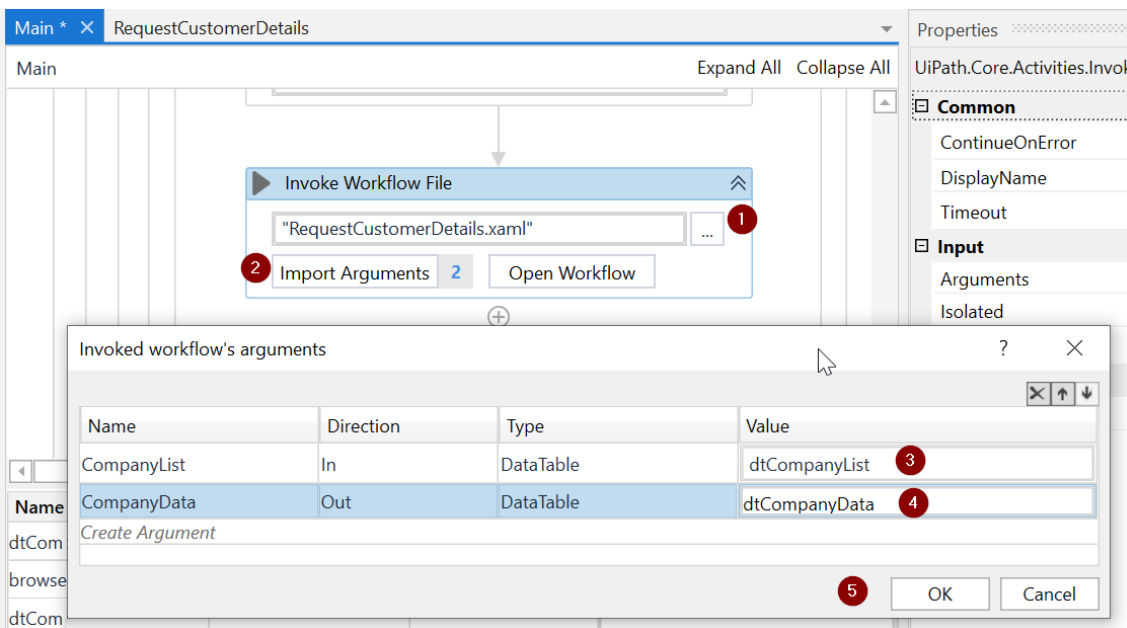 Main * ✕ RequestCustomerDetails
Properties
Main Expand All Collapse All
UiPath.Core.Activities.Invok
Common
ContinueOnError
DisplayName
Timeout
Input
Arguments
Isolated
Invoke Workflow File
"RequestCustomerDetails.xaml" ... 1
2 Import Arguments 2 Open Workflow
Invoked workflow's arguments ?
Name Direction Type Value
CompanyList In DataTable dtCompanyList 3
CompanyData Out DataTable dtCompanyData 4
Create Argument
5 OK Cancel
Name
dtCom
browse
dtCom